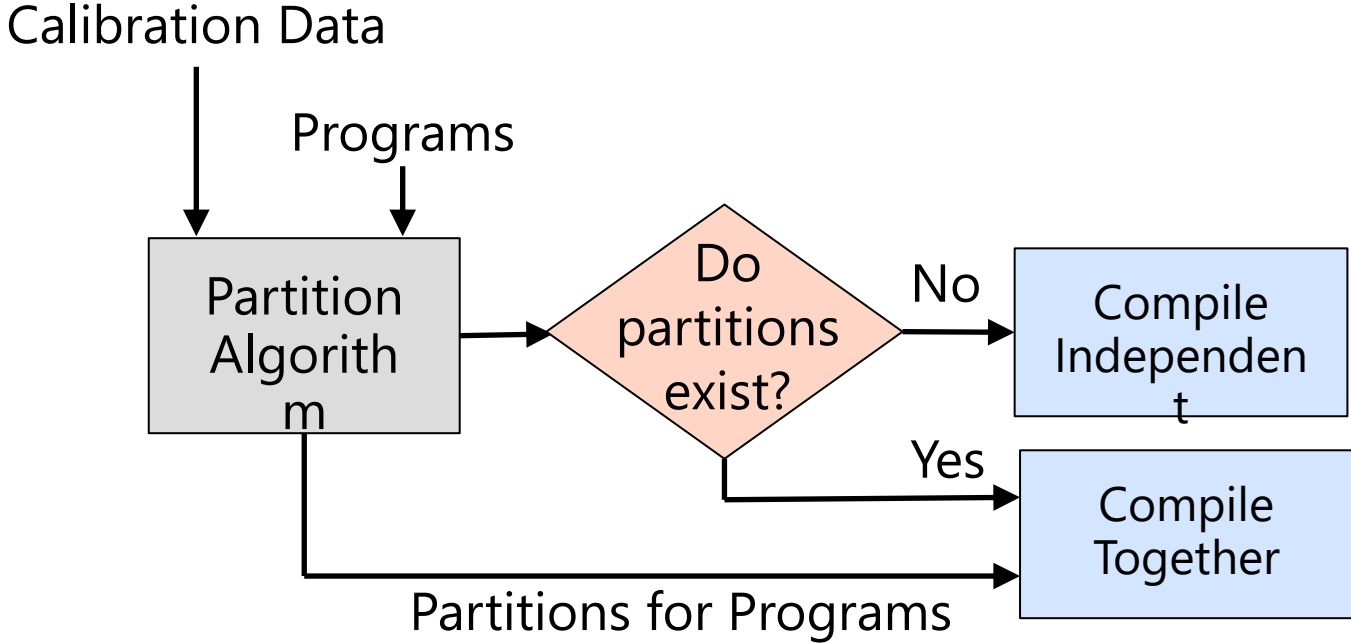 Calibration Data
Programs
Partition
Algorith
m
Do
partitions
exist?
No
Compile
Independen
t
Yes
Compile
Together
Partitions for Programs